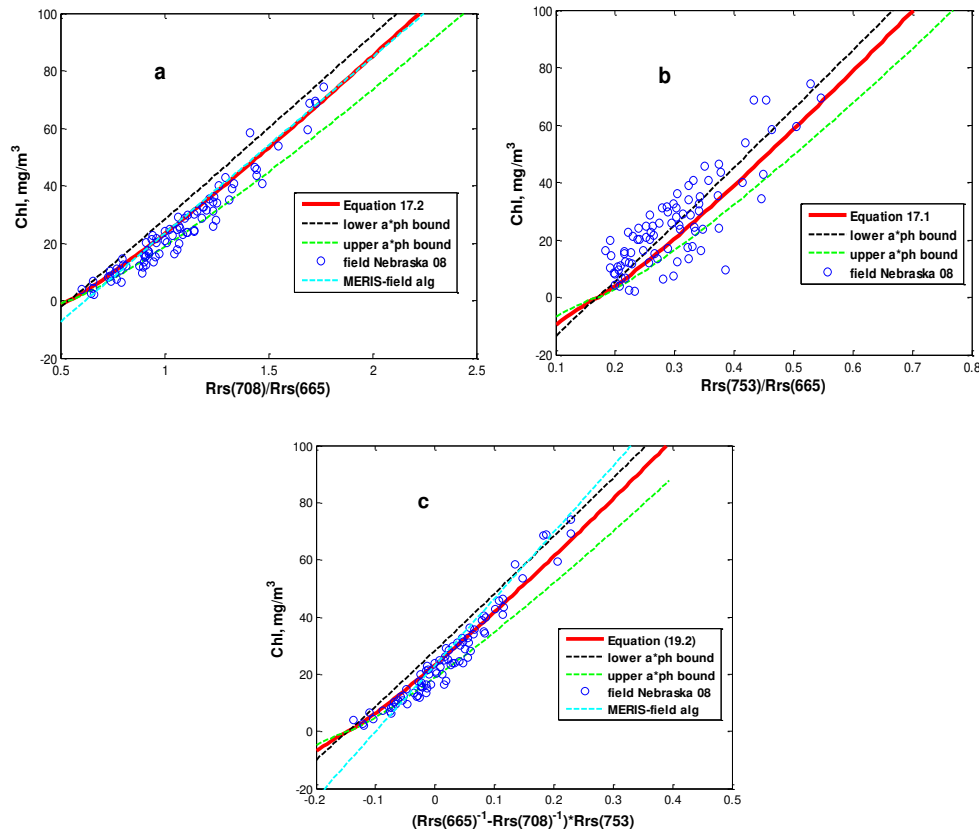 a
Chl, mg/m³
100
80
60
40
20
0
-20
0.5
1
1.5
2
2.5
Rrs(708)/Rrs(665)
Equation 17.2
lower a*ph bound
upper a*ph bound
field Nebraska 08
MERIS-field alg
b
Chl, mg/m³
100
80
60
40
20
0
-20
0.1
0.2
0.3
0.4
0.5
0.6
0.7
0.8
Rrs(753)/Rrs(665)
Equation 17.1
lower a*ph bound
upper a*ph bound
field Nebraska 08
c
Chl, mg/m³
100
80
60
40
20
0
-20
-0.2
-0.1
0
0.1
0.2
0.3
0.4
0.5
(Rrs(665)⁻¹-Rrs(708)⁻¹)*Rrs(753)
Equation (19.2)
lower a*ph bound
upper a*ph bound
field Nebraska 08
MERIS-field alg